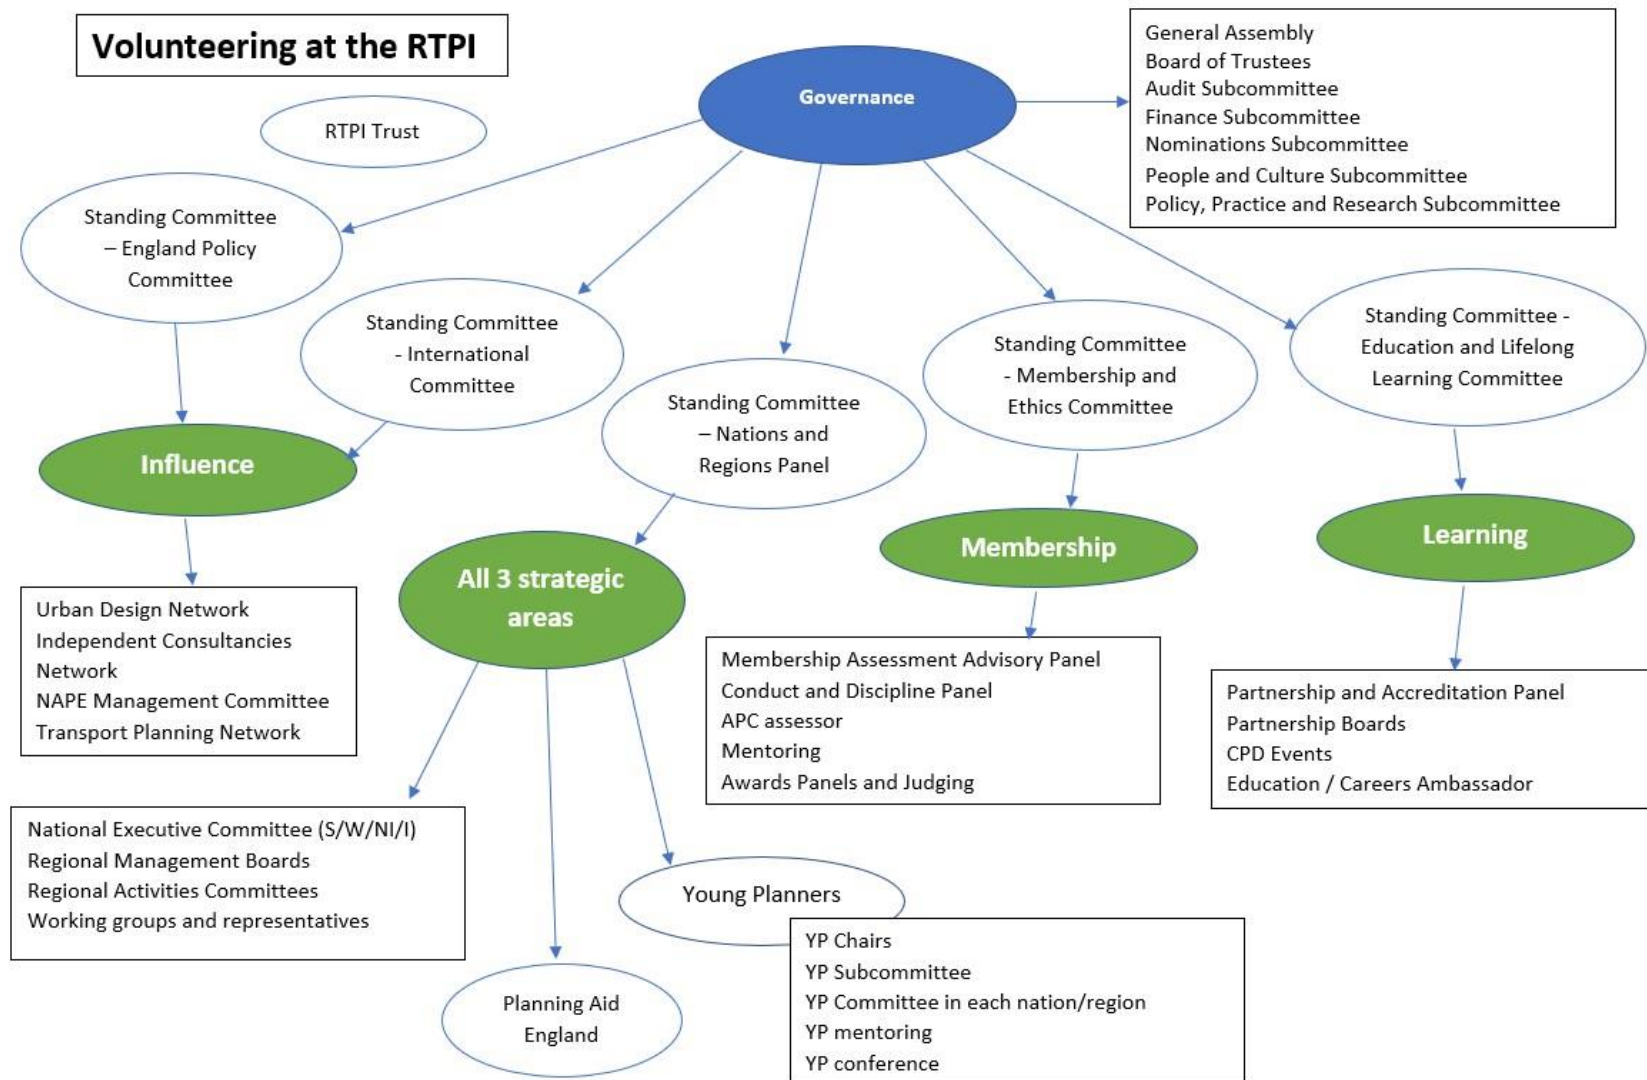 Volunteering at the RTPI
RTPI Trust
Governance
General Assembly
Board of Trustees
Audit Subcommittee
Finance Subcommittee
Nominations Subcommittee
People and Culture Subcommittee
Policy, Practice and Research Subcommittee
Standing Committee
– England Policy
Committee
Standing Committee
- International
Committee
Standing Committee
– Nations and
Regions Panel
Standing Committee
- Membership and
Ethics Committee
Standing Committee -
Education and Lifelong
Learning Committee
Influence
All 3 strategic
areas
Membership
Learning
Urban Design Network
Independent Consultancies
Network
NAPE Management Committee
Transport Planning Network
Membership Assessment Advisory Panel
Conduct and Discipline Panel
APC assessor
Mentoring
Awards Panels and Judging
Partnership and Accreditation Panel
Partnership Boards
CPD Events
Education / Careers Ambassador
National Executive Committee (S/W/NI/I)
Regional Management Boards
Regional Activities Committees
Working groups and representatives
Planning Aid
England
Young Planners
YP Chairs
YP Subcommittee
YP Committee in each nation/region
YP mentoring
YP conference